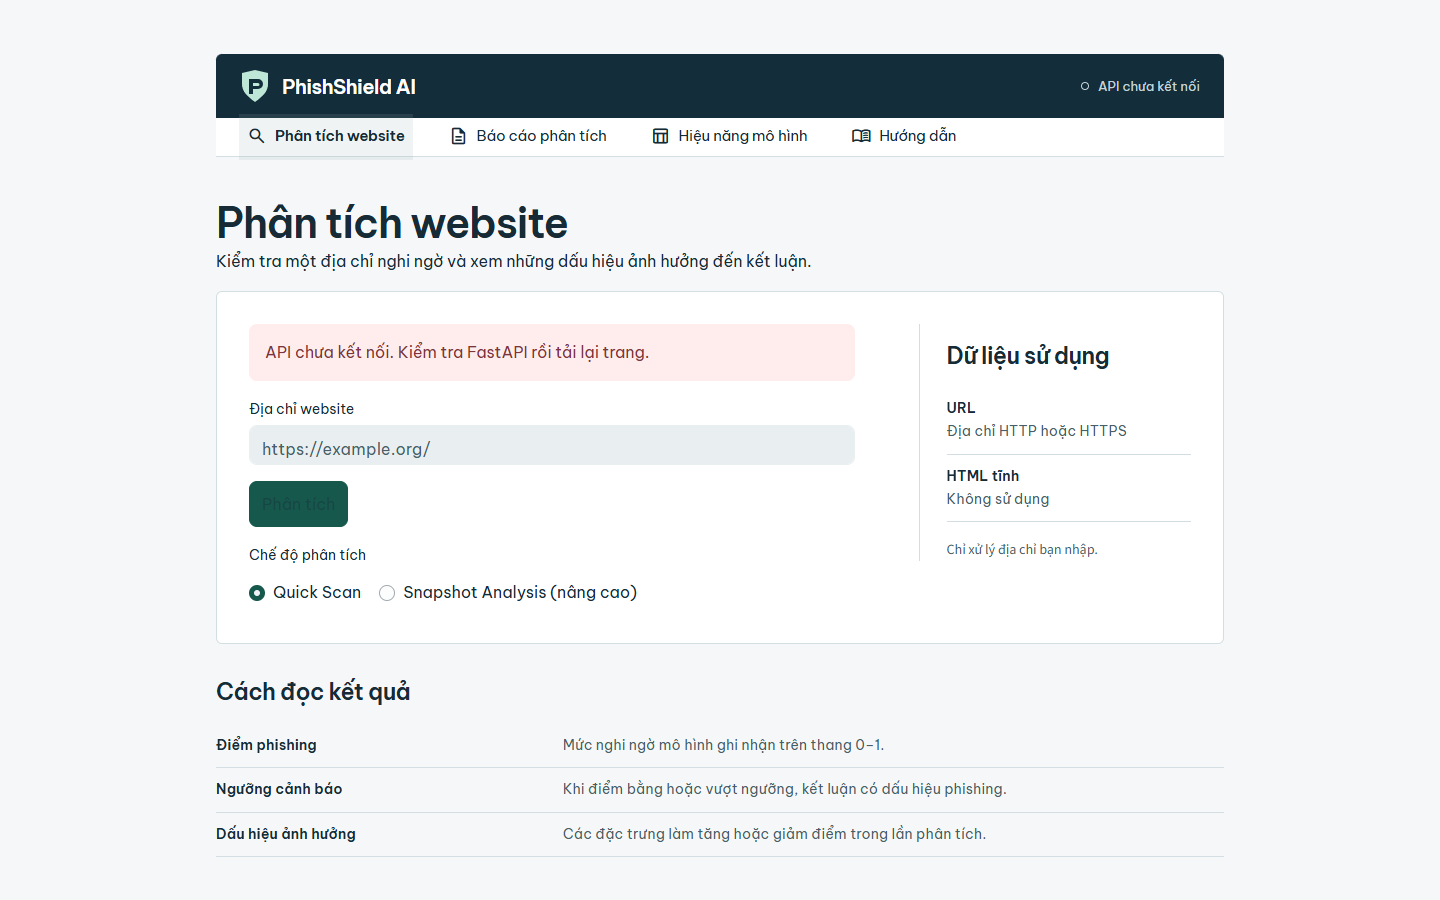 PhishShield AI
API chưa kết nối
Phân tích website
Báo cáo phân tích
Hiệu năng mô hình
Hướng dẫn
Phân tích website
Kiểm tra một địa chỉ nghi ngờ và xem những dấu hiệu ảnh hưởng đến kết luận.
API chưa kết nối. Kiểm tra FastAPI rồi tải lại trang.
Địa chỉ website
https://example.org/
Phân tích
Chế độ phân tích
Quick Scan
Snapshot Analysis (nâng cao)
Dữ liệu sử dụng
URL
Địa chỉ HTTP hoặc HTTPS
HTML tĩnh
Không sử dụng
Chỉ xử lý địa chỉ bạn nhập.
Cách đọc kết quả
Điểm phishing
Mức nghi ngờ mô hình ghi nhận trên thang 0–1.
Ngưỡng cảnh báo
Khi điểm bằng hoặc vượt ngưỡng, kết luận có dấu hiệu phishing.
Dấu hiệu ảnh hưởng
Các đặc trưng làm tăng hoặc giảm điểm trong lần phân tích.